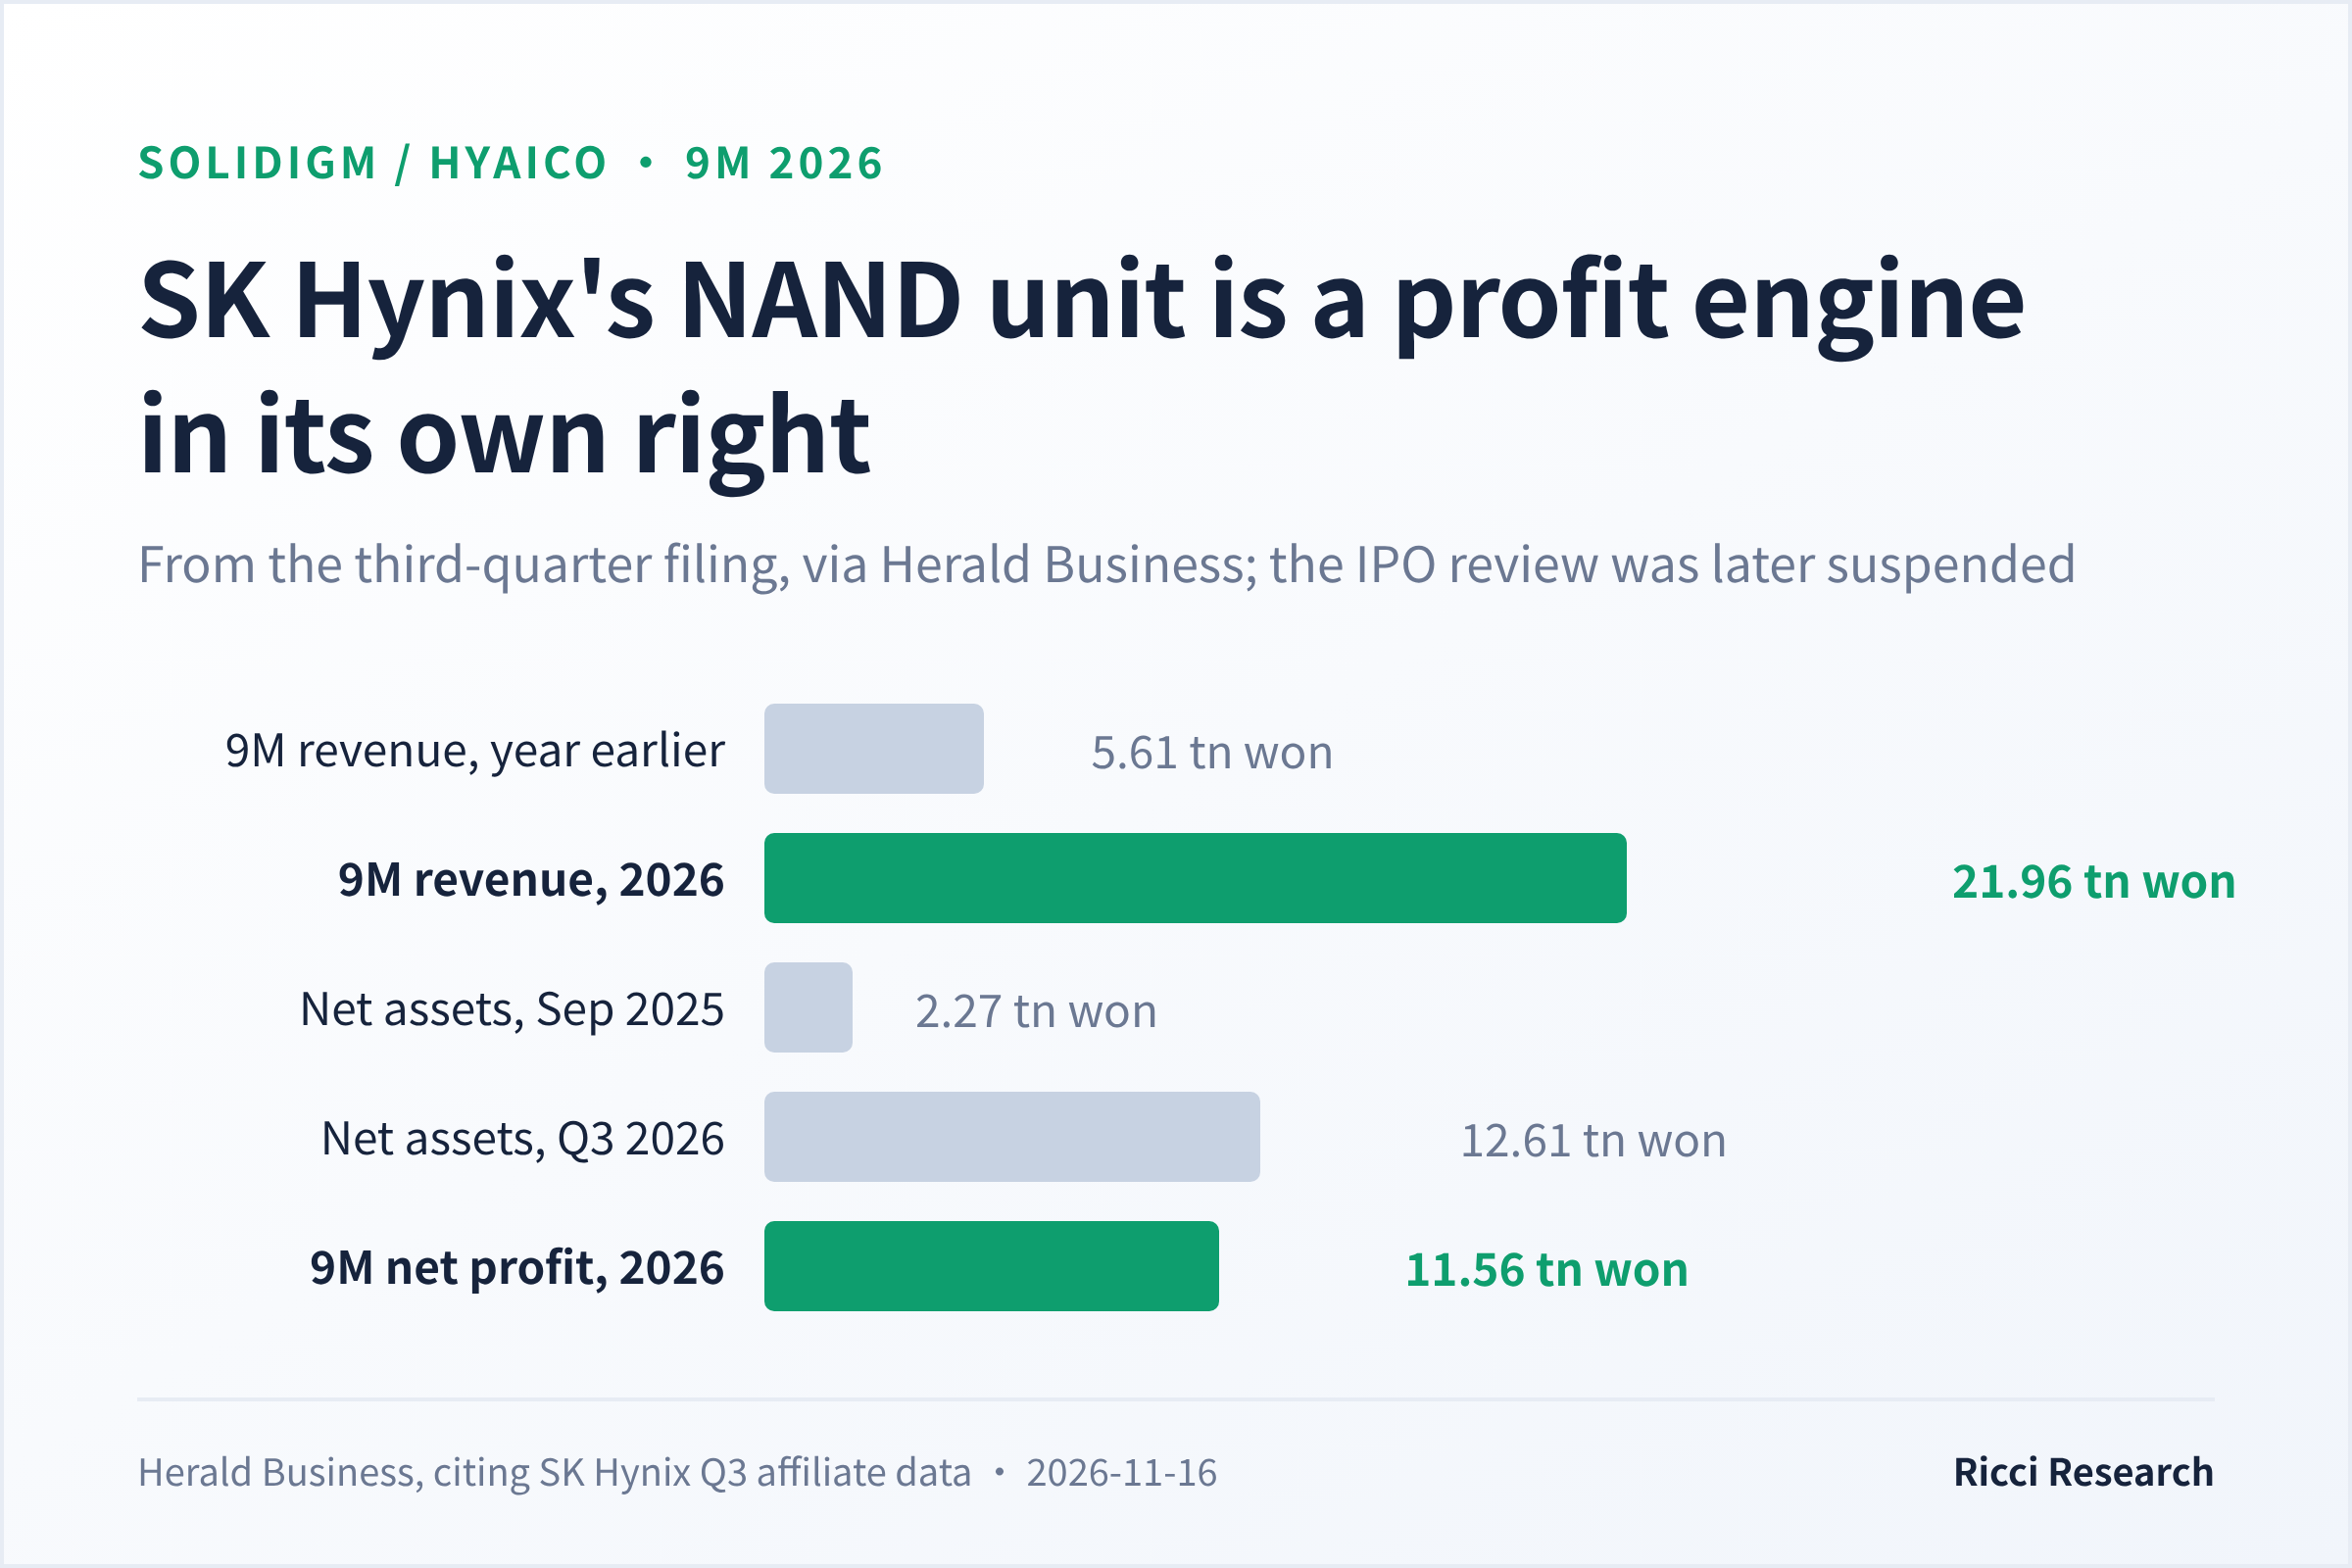 SOLIDIGM / HYAICO • 9M 2026
SK Hynix's NAND unit is a profit engine
in its own right
From the third-quarter filing, via Herald Business; the IPO review was later suspended
9M revenue, year earlier 5.61 tn won
9M revenue, 2026 21.96 tn won
Net assets, Sep 2025 2.27 tn won
Net assets, Q3 2026 12.61 tn won
9M net profit, 2026 11.56 tn won
Herald Business, citing SK Hynix Q3 affiliate data • 2026-11-16 Ricci Research